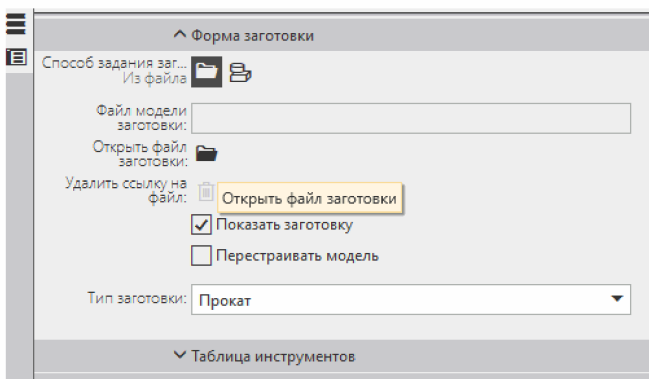 Форма заготовки
Способ задания заг...
Из файла
Файл модели
заготовки:
Открыть файл
заготовки:
Удалить ссылку на
файл:
Открыть файл заготовки
Показать заготовку
Перестраивать модель
Тип заготовки:
Прокат
Таблица инструментов